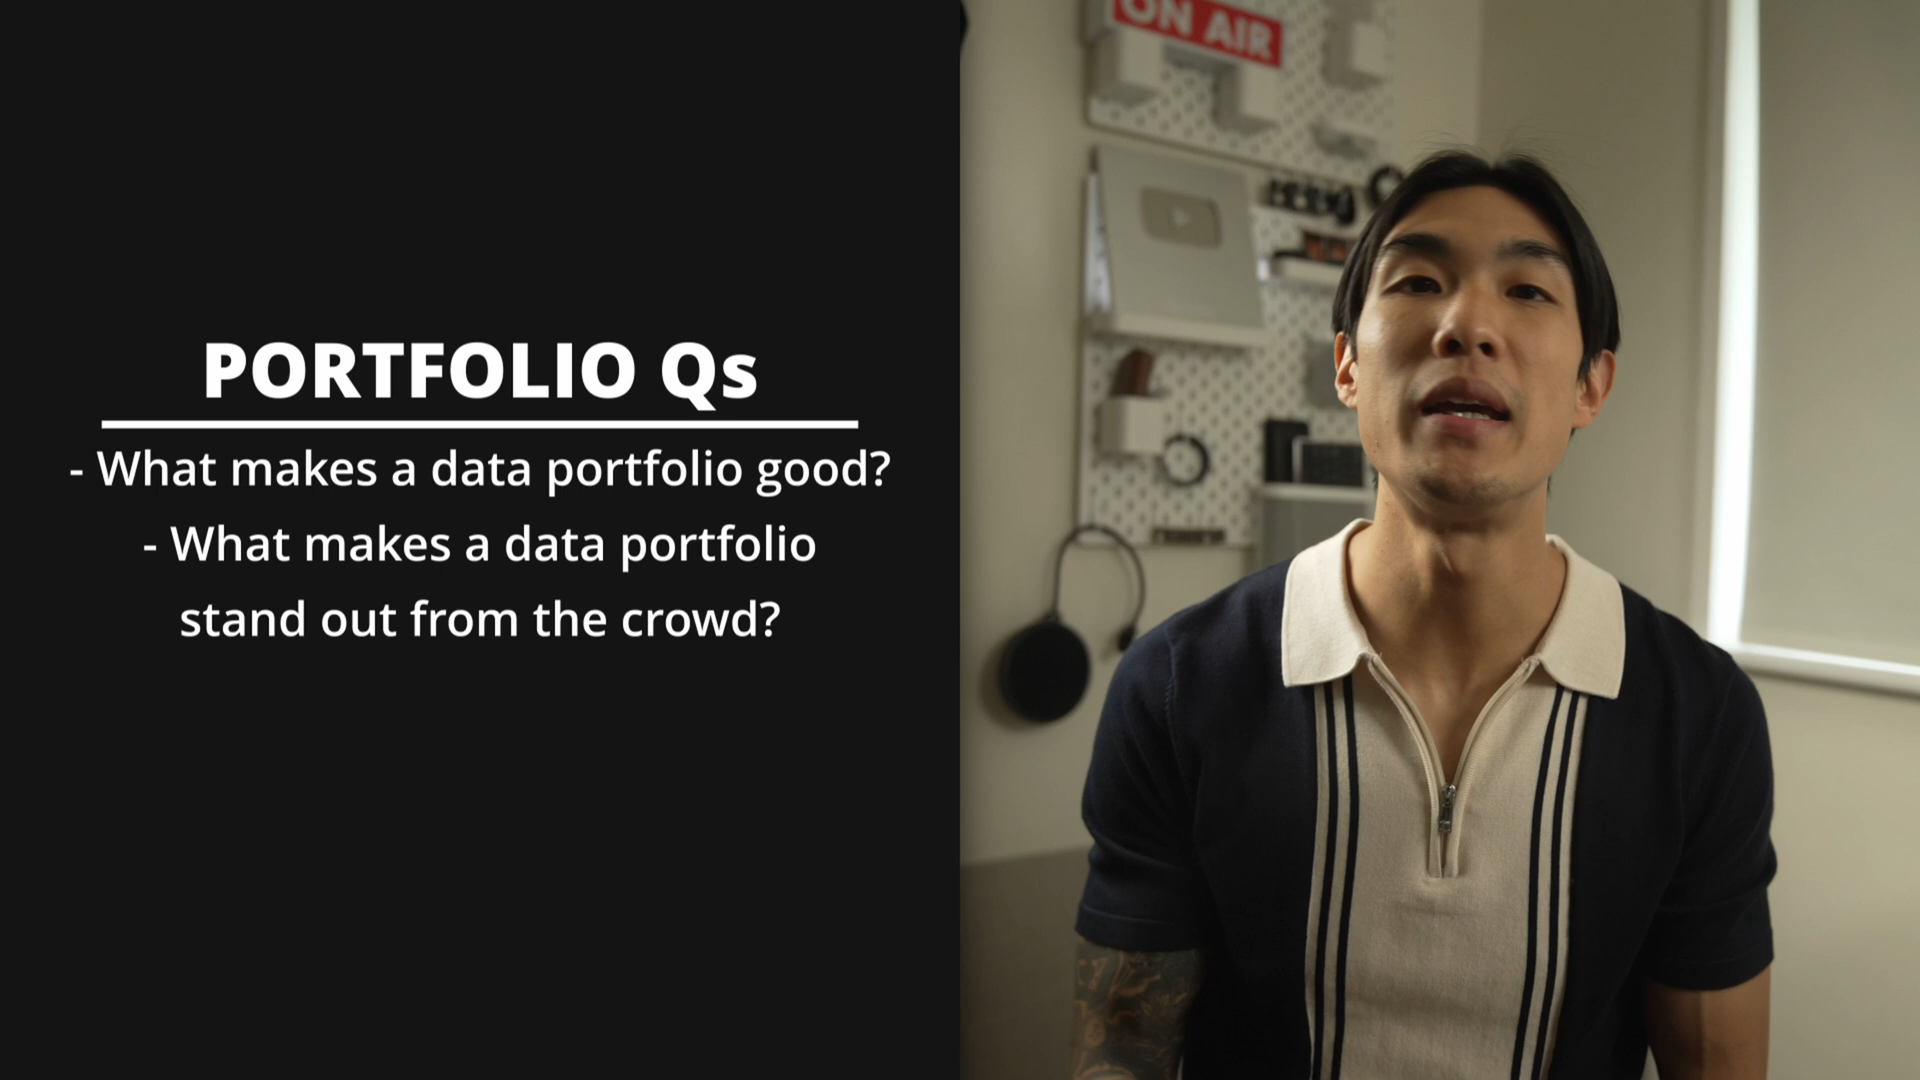 ON AIR
PORTFOLIO Qs
- What makes a data portfolio good?
- What makes a data portfolio
stand out from the crowd?